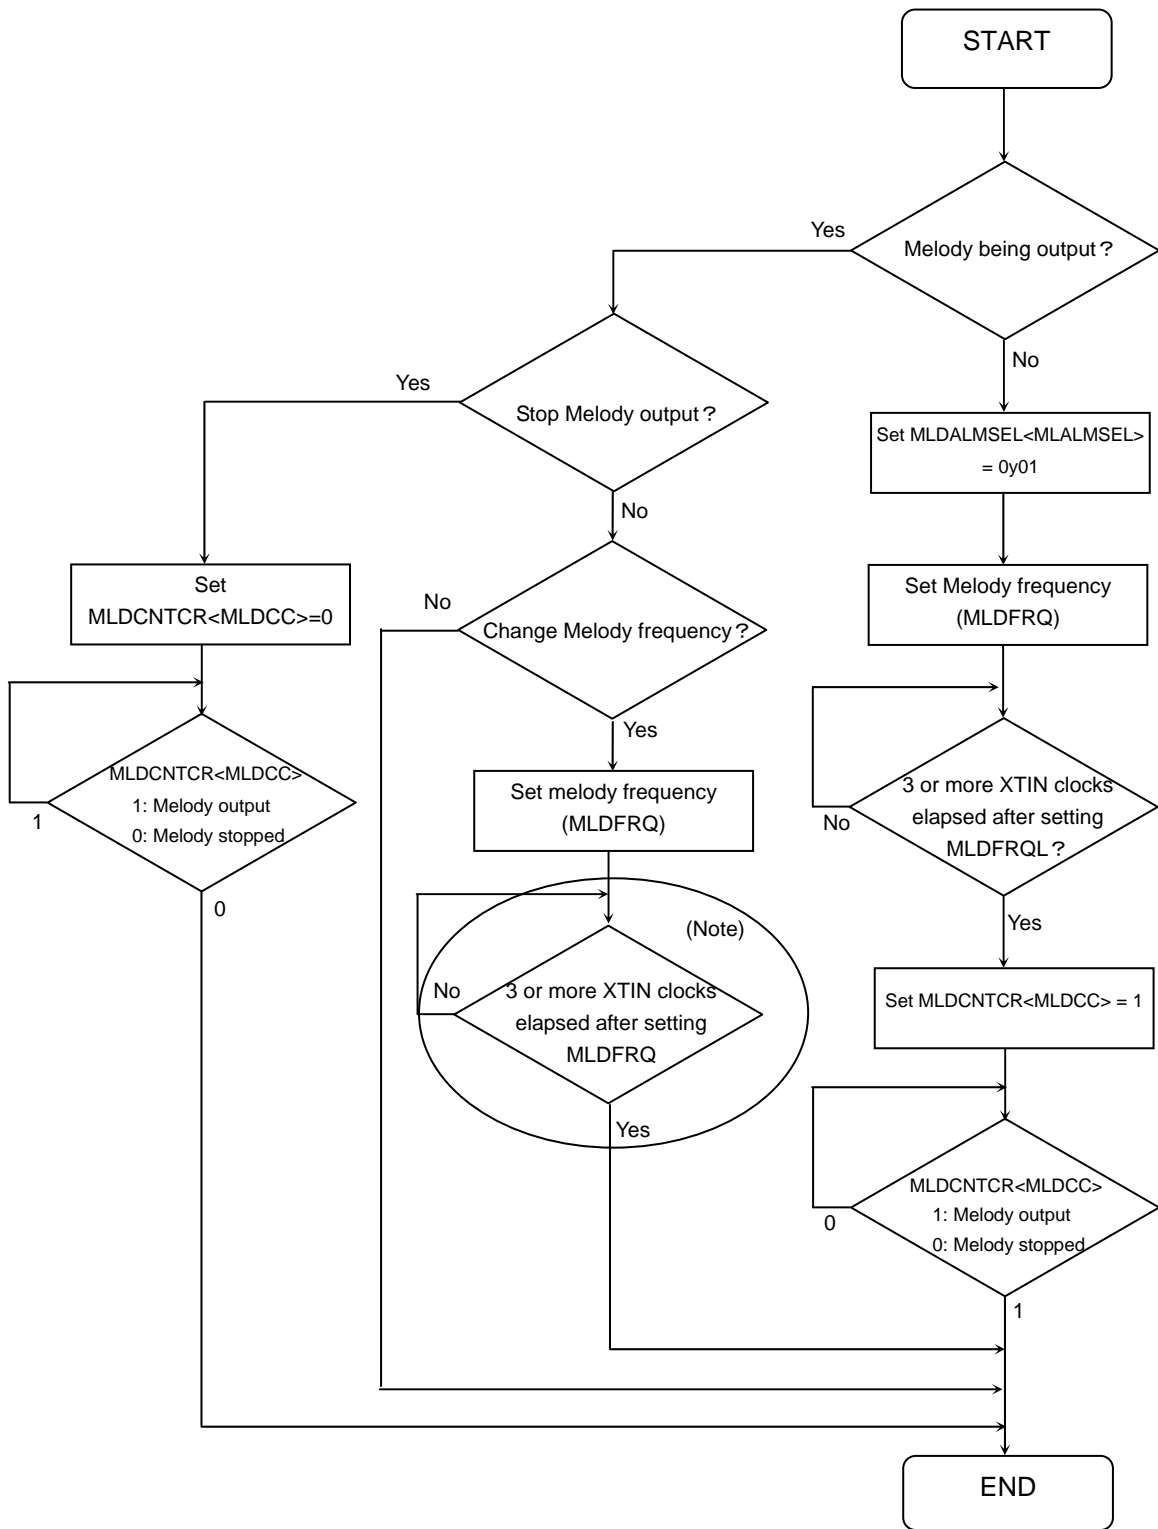 START
Yes
Melody being output?
No
Yes
Stop Melody output?
Set MLDALMSEL<MLALMSEL>
= 0y01
No
Set
MLDCNTCR<MLDCC>=0
No
Change Melody frequency?
Set Melody frequency
(MLDFRQ)
Yes
MLDCNTCR<MLDCC>
1: Melody output
0: Melody stopped
1
0
Set melody frequency
(MLDFRQ)
3 or more XTIN clocks
elapsed after setting
MLDFRQL?
No
Yes
(Note)
No
3 or more XTIN clocks
elapsed after setting
MLDFRQ
Yes
Set MLDCNTCR<MLDCC> = 1
MLDCNTCR<MLDCC>
1: Melody output
0: Melody stopped
0
1
END